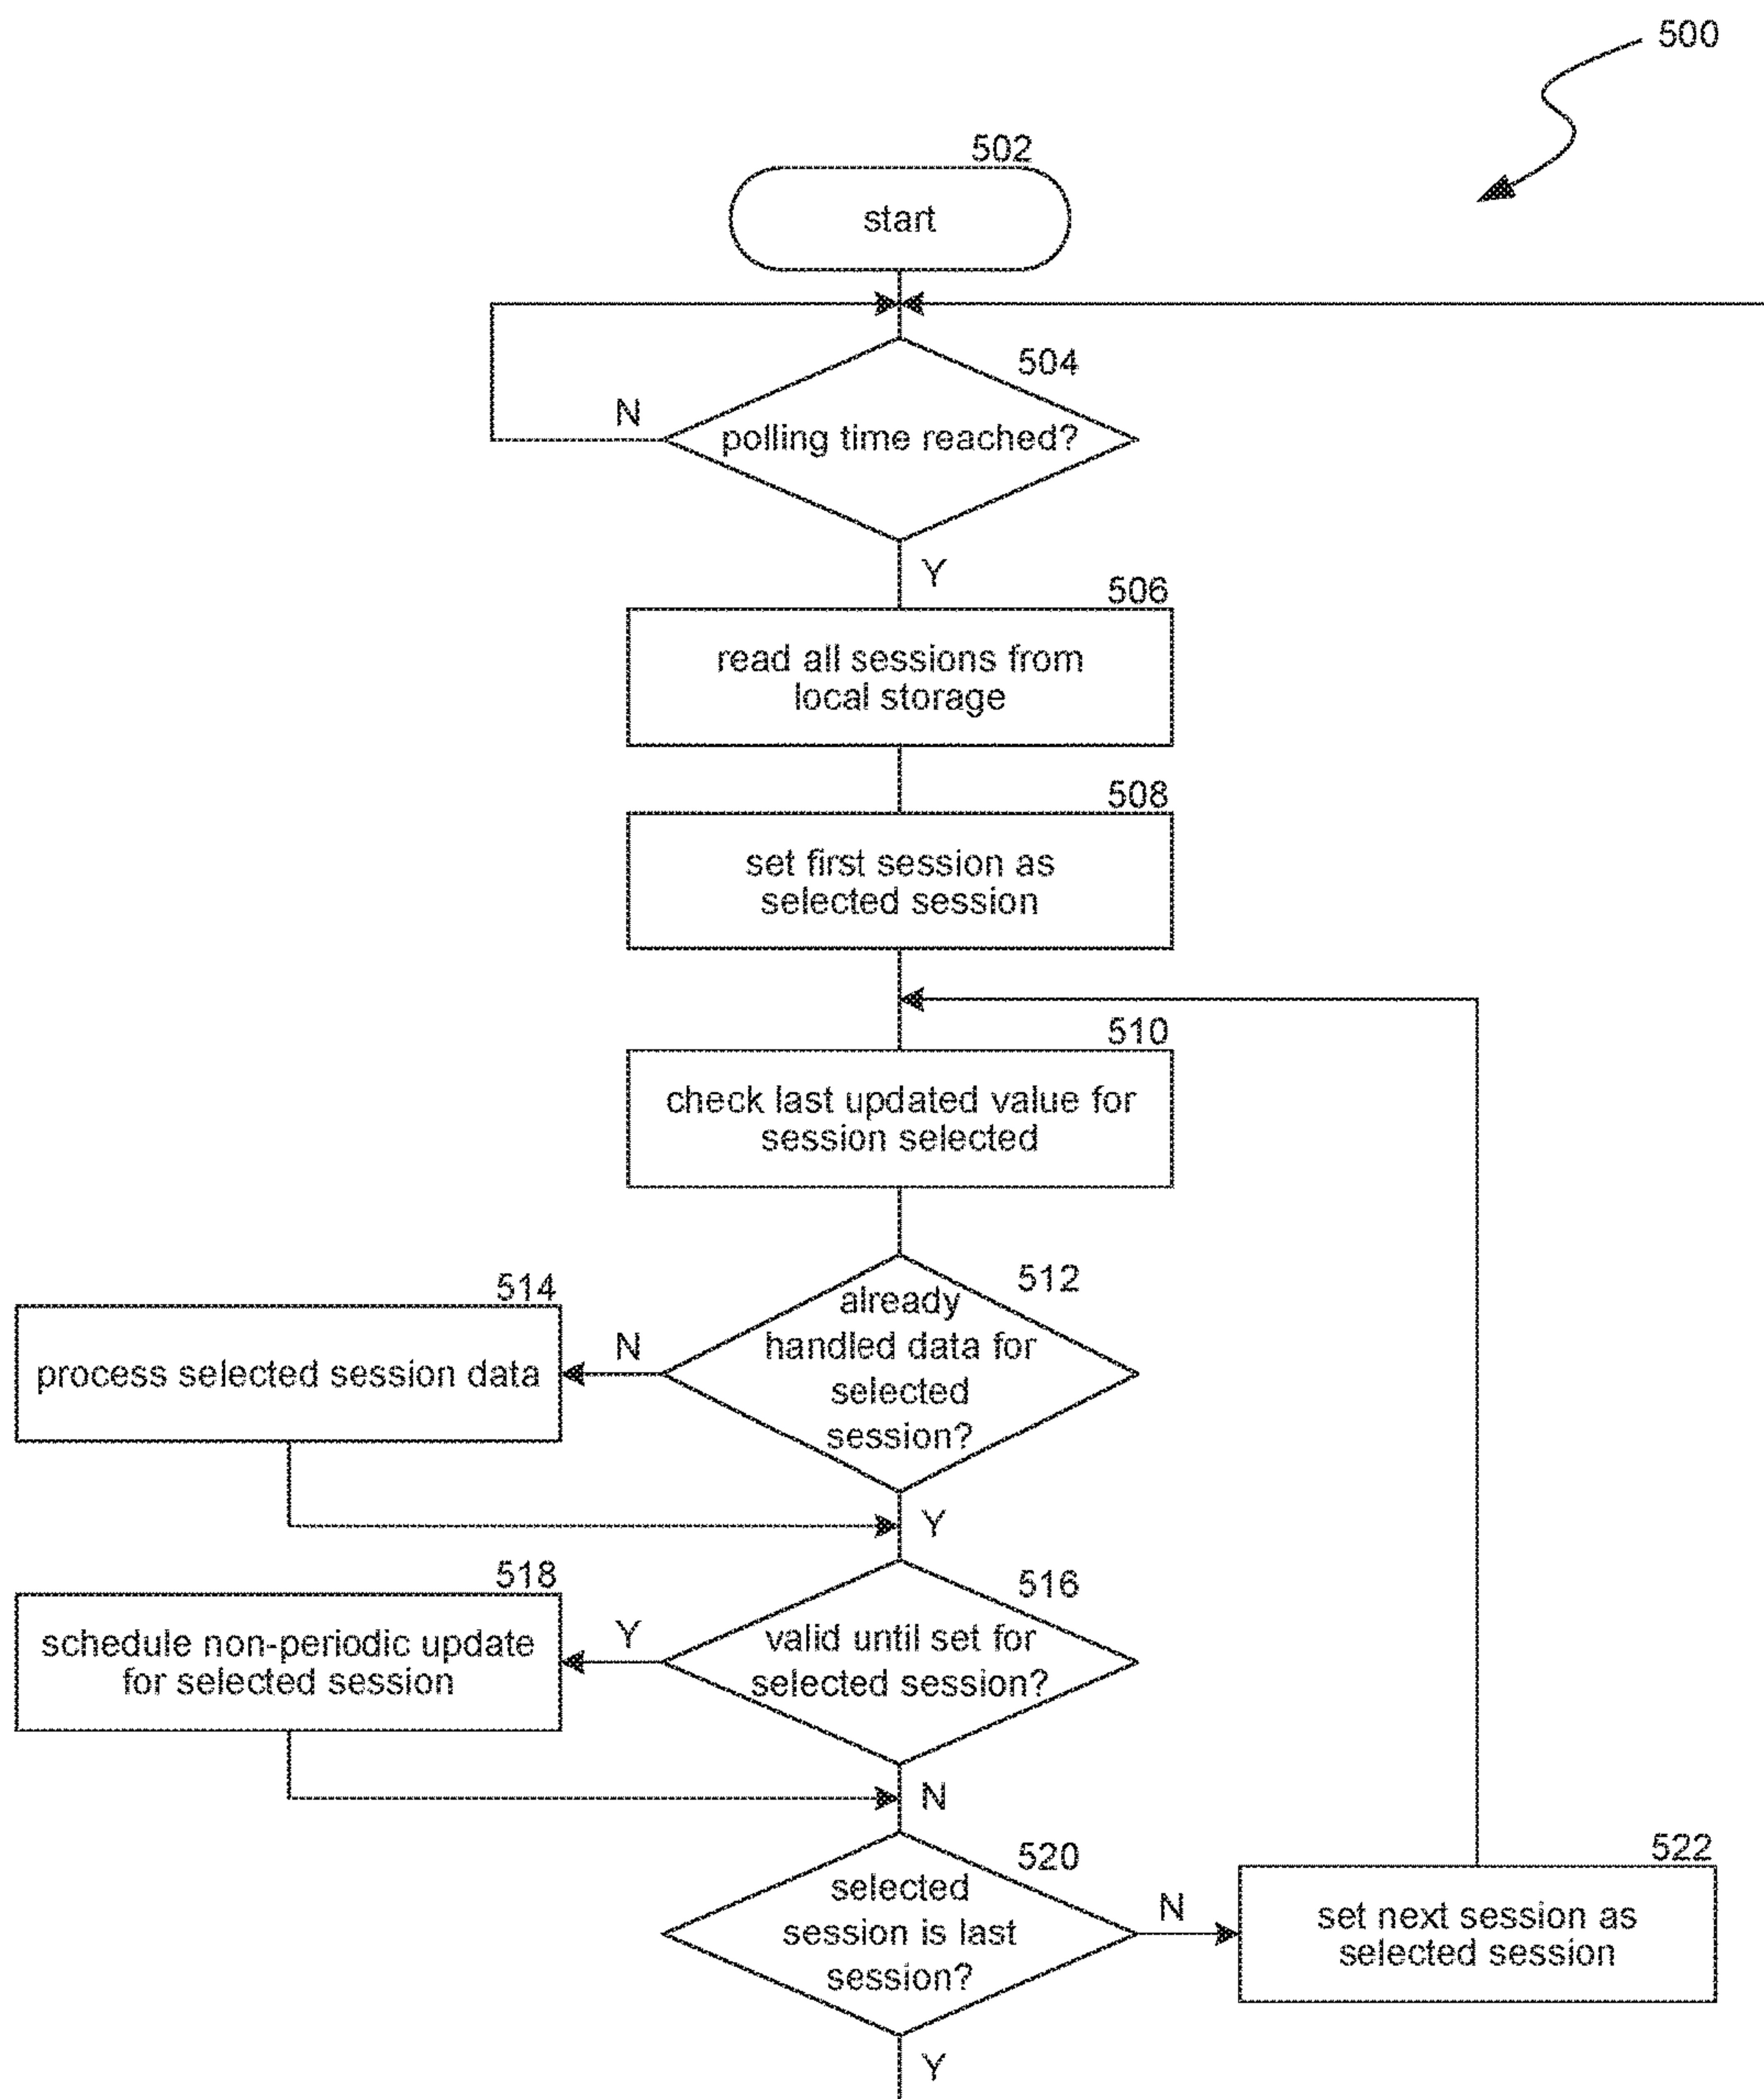 500
502
start
504
N
polling time reached?
Y
506
read all sessions from
local storage
508
set first session as
selected session
510
check last updated value for
session selected
512
already
handled data for
selected
session?
514
N
process selected session data
Y
516
valid until set for
selected session?
518
Y
schedule non-periodic update
for selected session
N
520
selected
session is last
session?
N
522
set next session as
selected session
Y